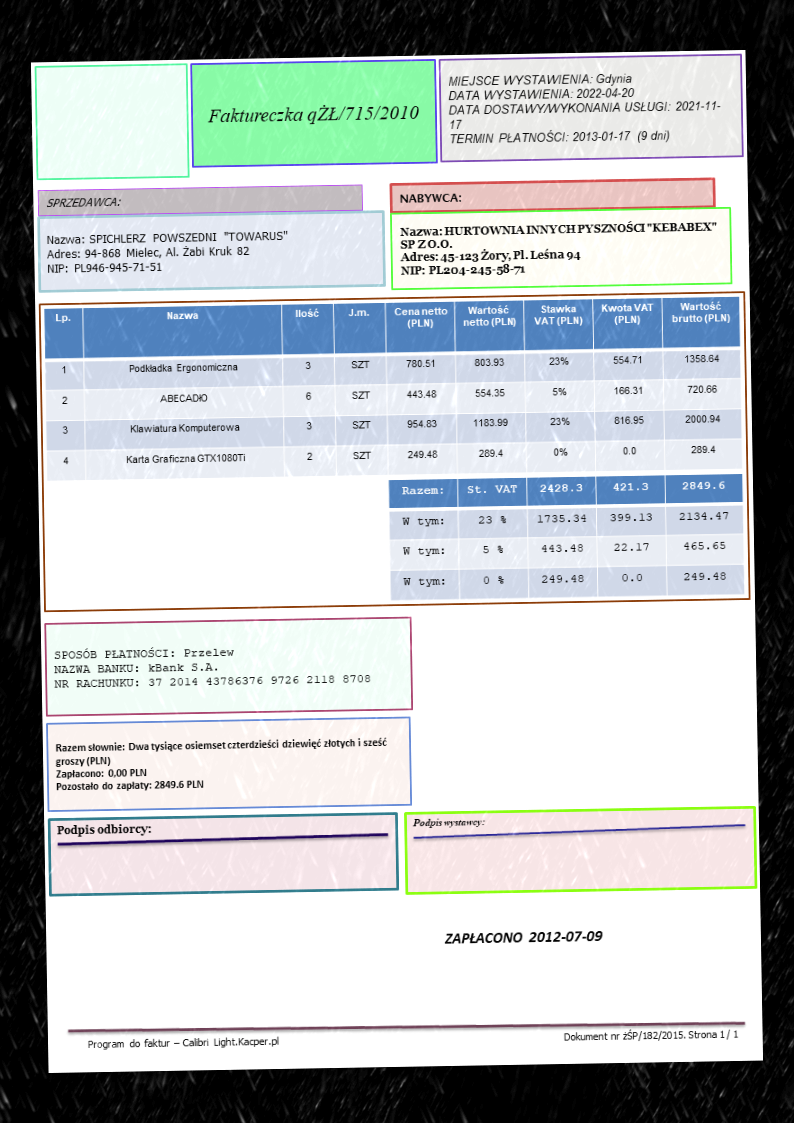 Faktureczka qŻŁ/715/2010
MIEJSCE WYSTAWIENIA: Gdynia
DATA WYSTAWIENIA: 2022-04-20
DATA DOSTAWY/WYKONANIA USŁUGI: 2021-11-
17
TERMIN PŁATNOŚCI: 2013-01-17 (9 dni)
SPRZEDAWCA:
Nazwa: SPICHLERZ POWSZEDNI "TOWARUS"
Adres: 94-868 Mielec, Al. Żabi Kruk 82
NIP: PL946-945-71-51
NABYWCA:
Nazwa: HURTOWNIA INNYCH PYSZNOŚCI "KEBABEX"
SP Z O.O.
Adres: 45-123 Żory, Pl. Leśna 94
NIP: PL204-245-58-71
Lp. Nazwa Ilość J.m. Cena netto (PLN) Wartość netto (PLN) Stawka VAT (PLN) Kwota VAT (PLN) Wartość brutto (PLN)
1 Podkładka Ergonomiczna 3 SZT 780.51 803.93 23% 554.71 1358.64
2 ABECADŁO 6 SZT 443.48 554.35 5% 166.31 720.66
3 Klawiatura Komputerowa 3 SZT 954.83 1183.99 23% 816.95 2000.94
4 Karta Graficzna GTX1080Ti 2 SZT 249.48 289.4 0% 0.0 289.4
Razem: St. VAT 2428.3 421.3 2849.6
W tym: 23 % 1735.34 399.13 2134.47
W tym: 5 % 443.48 22.17 465.65
W tym: 0 % 249.48 0.0 249.48
SPOSÓB PŁATNOŚCI: Przelew
NAZWA BANKU: kBank S.A.
NR RACHUNKU: 37 2014 43786376 9726 2118 8708
Razem słownie: Dwa tysiące osiemset czterdzieści dziewięć złotych i sześć
groszy (PLN)
Zapłacono: 0,00 PLN
Pozostało do zapłaty: 2849.6 PLN
Podpis odbiorcy:
Podpis wystawcy:
ZAPŁACONO 2012-07-09
Program do faktur – Calibri Light.Kacper.pl
Dokument nr żŚP/182/2015. Strona 1 / 1